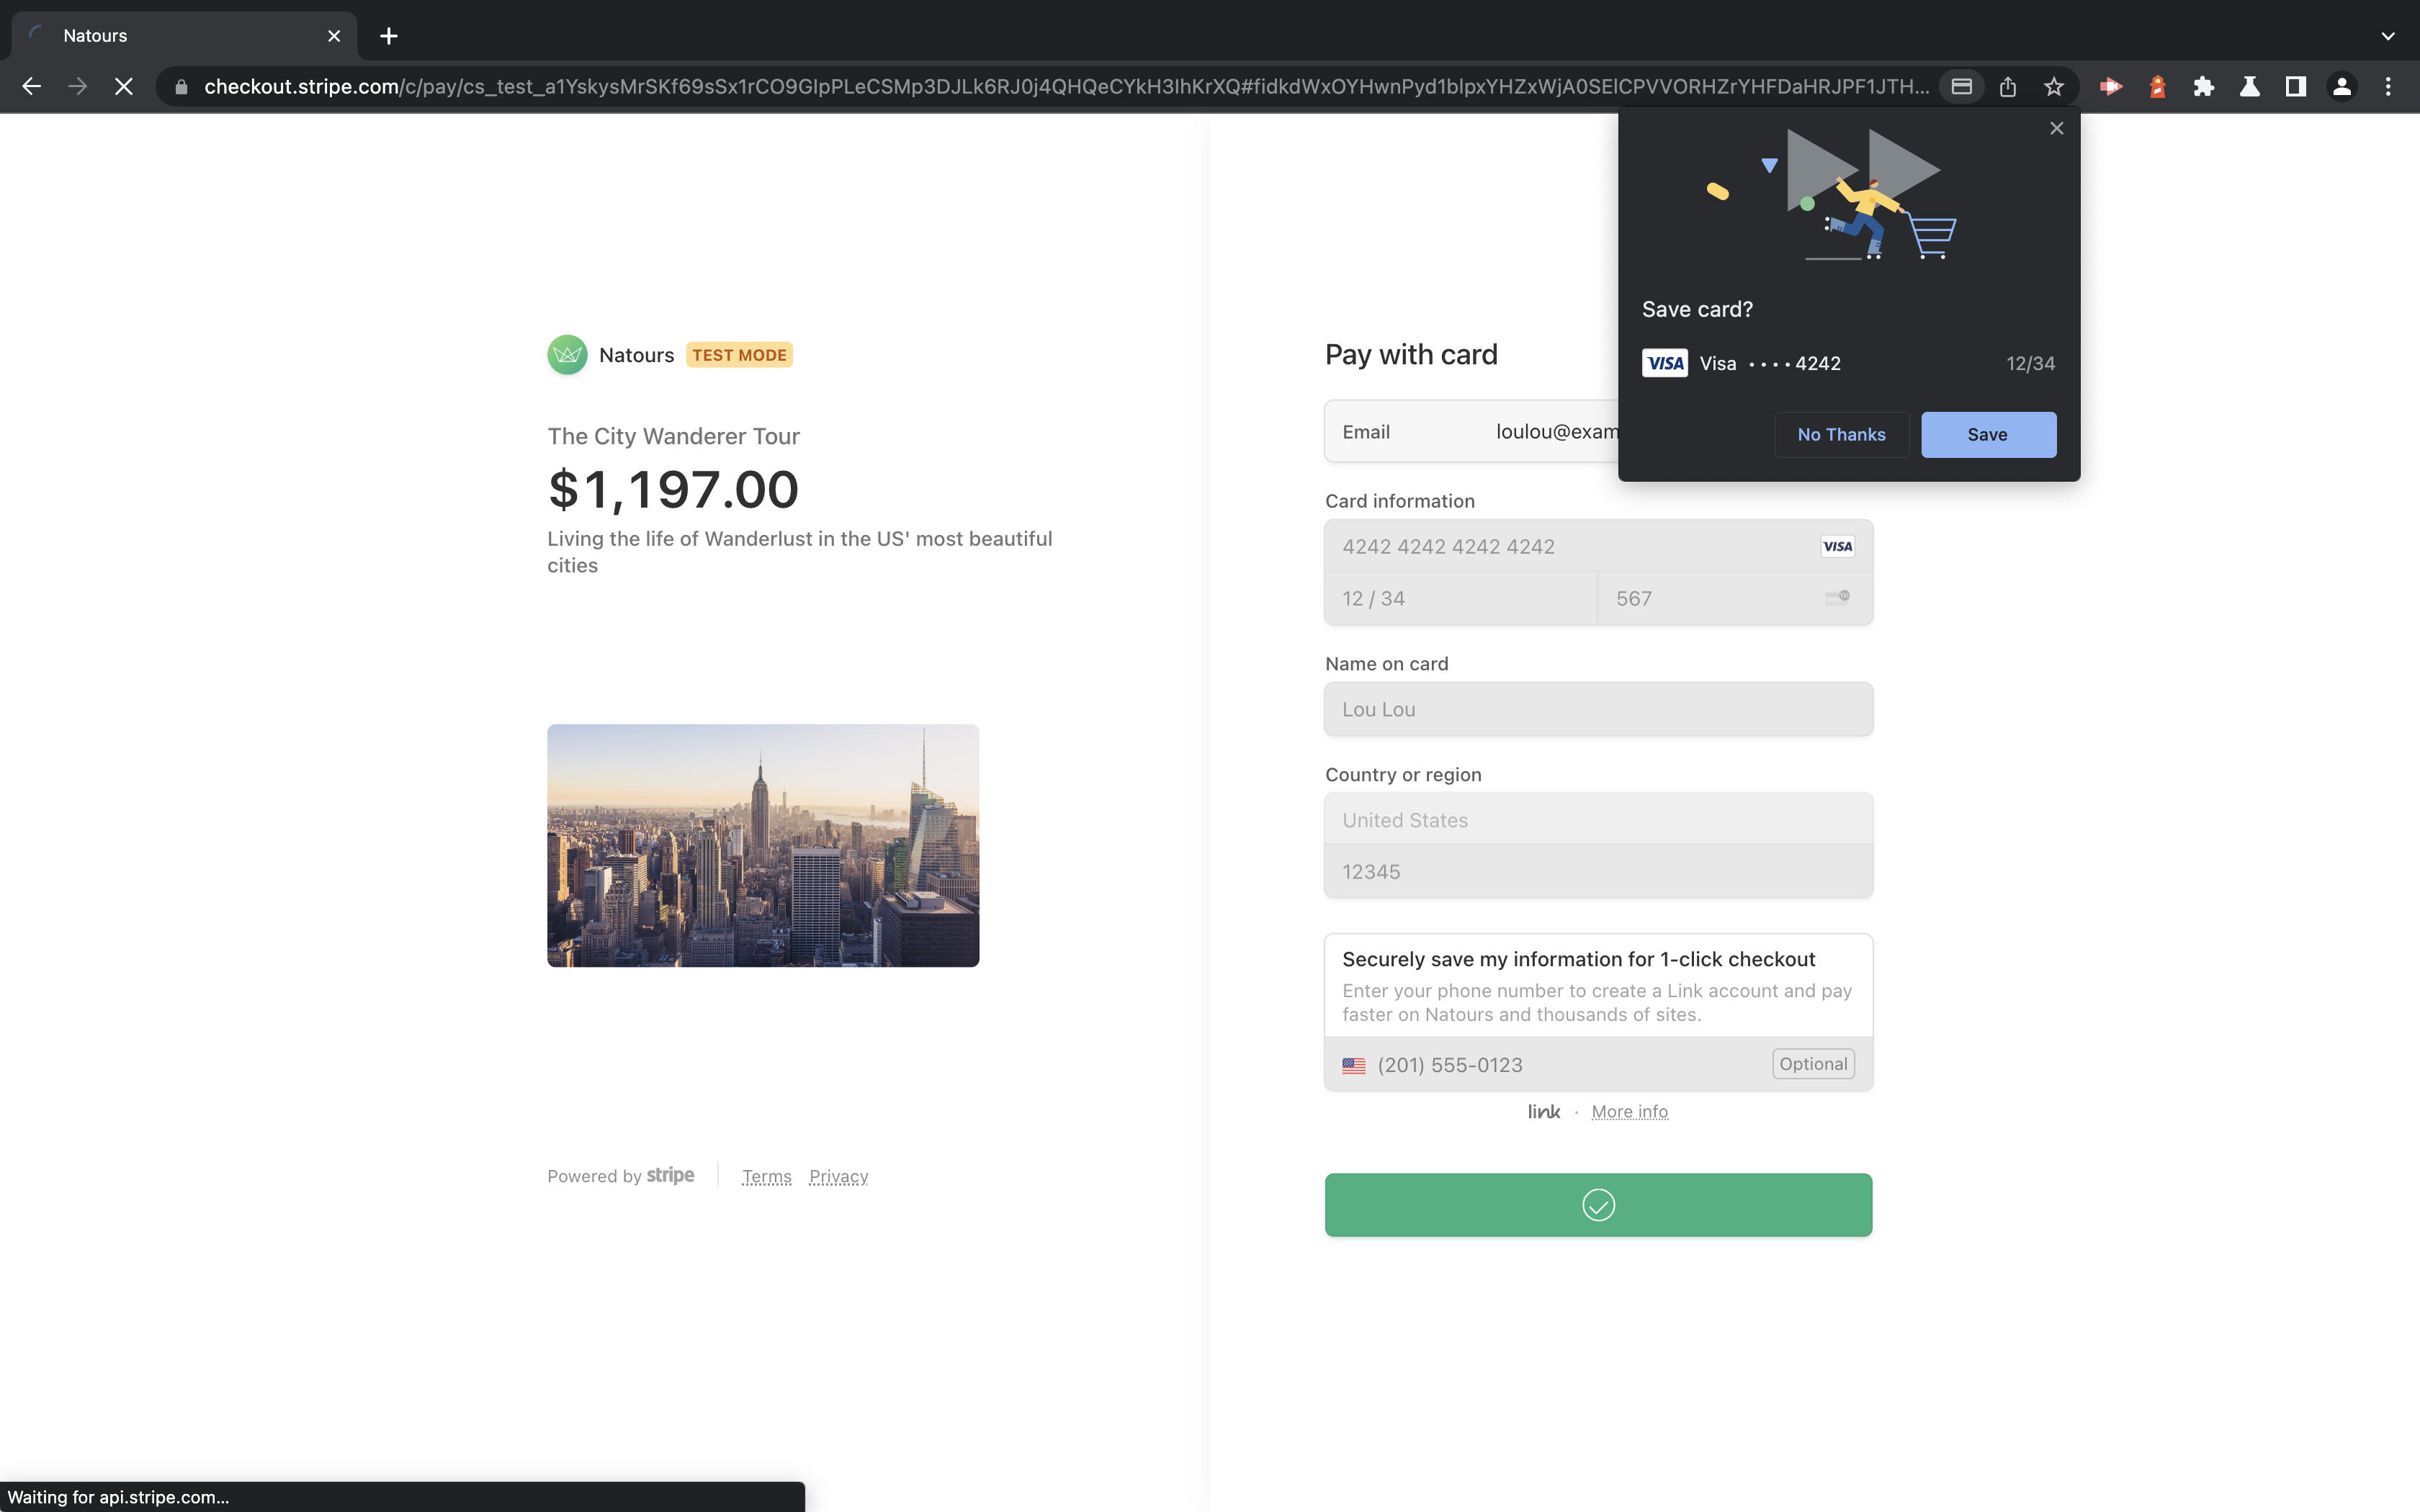 Natours
checkout.stripe.com/c/pay/cs_test_a1YskysMrSKf69sSx1rCO9GlpPLeCSMp3DJLk6RJ0j4QHQeCYkH3lhKrXQ#fidkdWxOYHwnPyd1blpxYHZxWjA0SElCPVVORHZrYHFDaHRJPF1JTH...
Save card?
VISA Visa •••• 4242 12/34
No Thanks Save
Natours TEST MODE
The City Wanderer Tour
$1,197.00
Living the life of Wanderlust in the US' most beautiful
cities
Powered by stripe Terms Privacy
Pay with card
Email loulou@exam
Card information
4242 4242 4242 4242 VISA
12 / 34 567
Name on card
Lou Lou
Country or region
United States
12345
Securely save my information for 1-click checkout
Enter your phone number to create a Link account and pay
faster on Natours and thousands of sites.
(201) 555-0123 Optional
link · More info
Waiting for api.stripe.com...